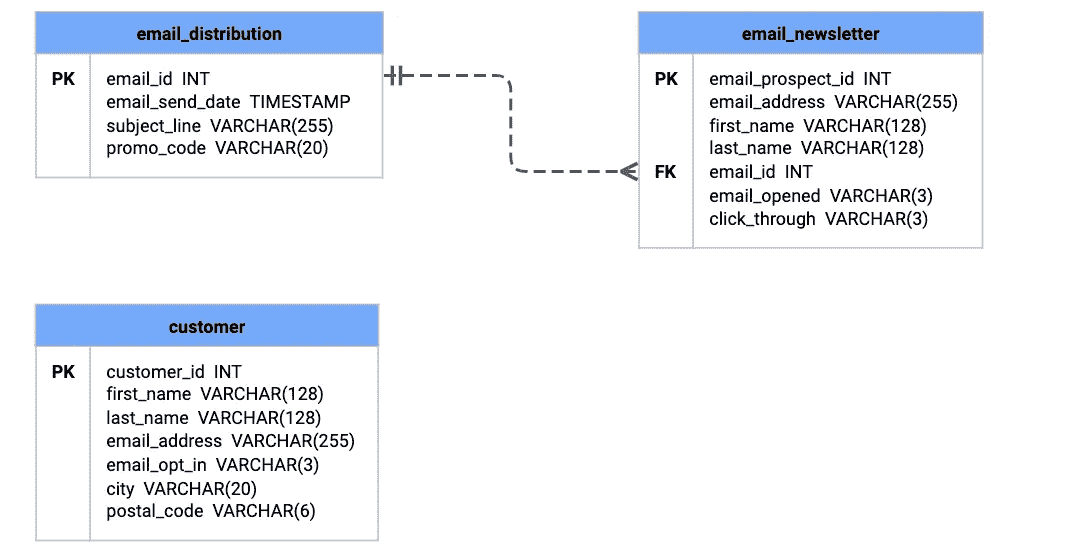 email_distribution
PK
email_id INT
email_send_date TIMESTAMP
subject_line VARCHAR(255)
promo_code VARCHAR(20)
email_newsletter
PK
email_prospect_id INT
email_address VARCHAR(255)
first_name VARCHAR(128)
last_name VARCHAR(128)
FK
email_id INT
email_opened VARCHAR(3)
click_through VARCHAR(3)
customer
PK
customer_id INT
first_name VARCHAR(128)
last_name VARCHAR(128)
email_address VARCHAR(255)
email_opt_in VARCHAR(3)
city VARCHAR(20)
postal_code VARCHAR(6)